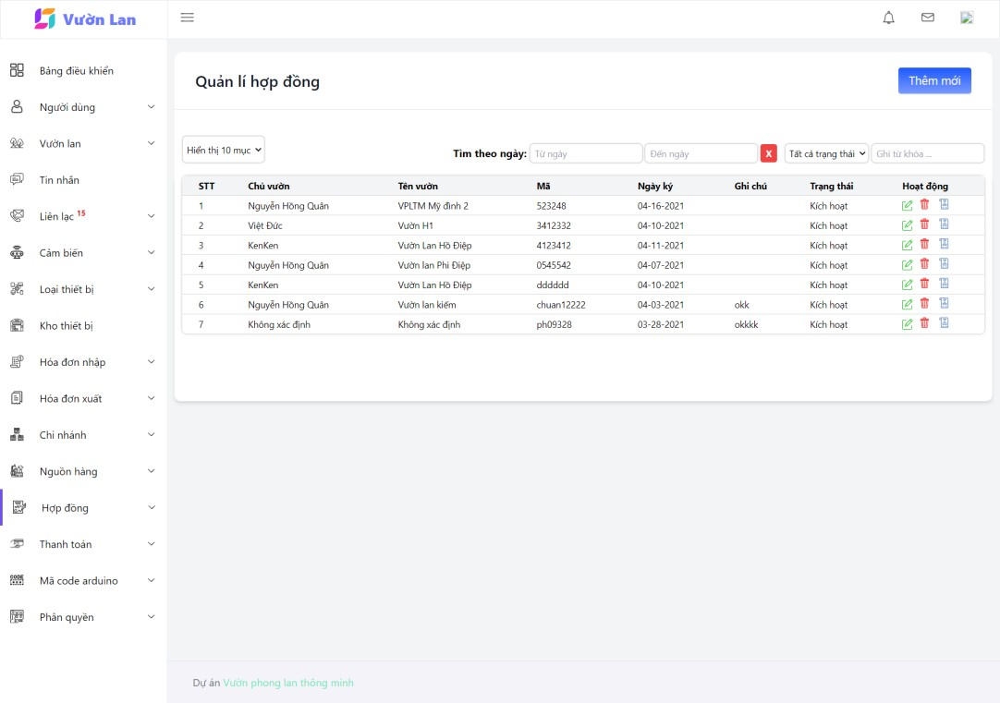 Vườn Lan
Bảng điều khiển
Người dùng
Vườn lan
Tin nhắn
Liên lạc 15
Cảm biến
Loại thiết bị
Kho thiết bị
Hóa đơn nhập
Hóa đơn xuất
Chi nhánh
Nguồn hàng
Hợp đồng
Thanh toán
Mã code arduino
Phân quyền
Quản lí hợp đồng
Thêm mới
Hiển thị 10 mục
Tìm theo ngày: Từ ngày Đến ngày X Tất cả trạng thái Ghi từ khóa ...
STT Chủ vườn Tên vườn Mã Ngày ký Ghi chú Trạng thái Hoạt động
1 Nguyễn Hồng Quân VPLTM Mỹ đình 2 523248 04-16-2021 Kích hoạt
2 Việt Đức Vườn H1 3412332 04-10-2021 Kích hoạt
3 KenKen Vườn Lan Hồ Điệp 4123412 04-11-2021 Kích hoạt
4 Nguyễn Hồng Quân Vườn lan Phi Điệp 0545542 04-07-2021 Kích hoạt
5 KenKen Vườn Lan Hồ Điệp dddddd 04-10-2021 Kích hoạt
6 Nguyễn Hồng Quân Vườn lan kiếm chuan12222 04-03-2021 okk Kích hoạt
7 Không xác định Không xác định ph09328 03-28-2021 okkkk Kích hoạt
Dự án Vườn phong lan thông minh